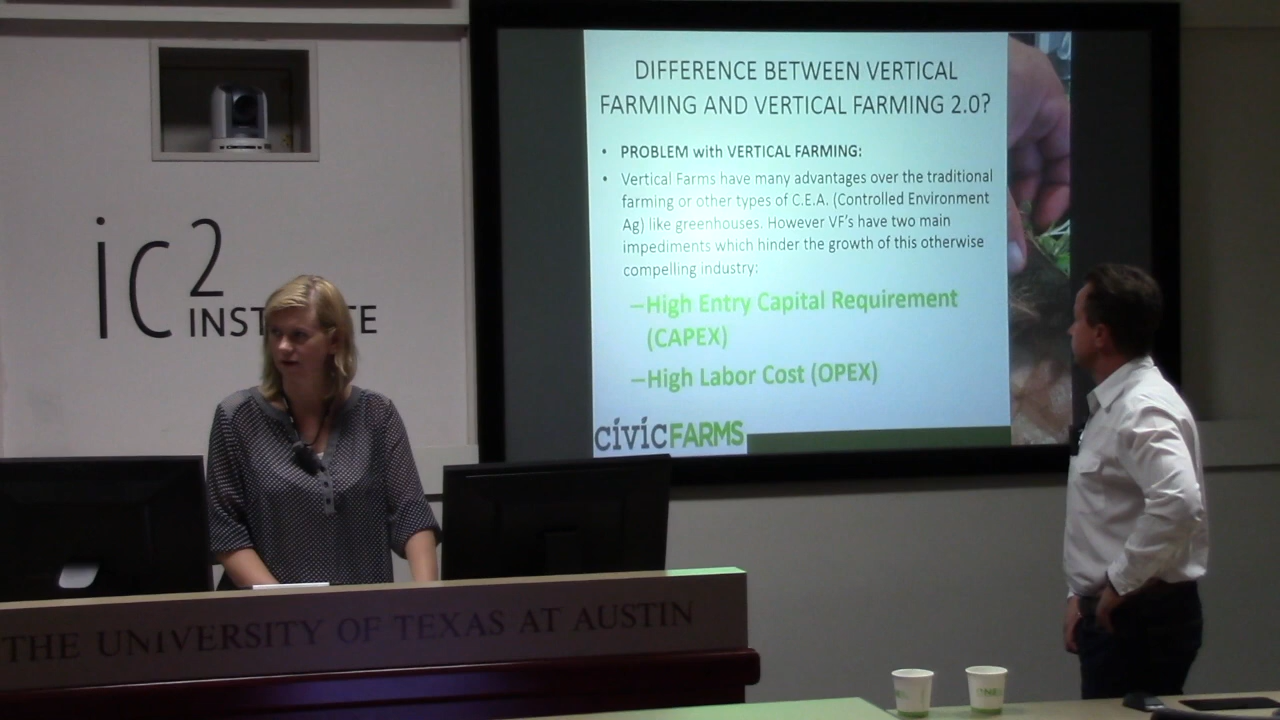 DIFFERENCE BETWEEN VERTICAL
FARMING AND VERTICAL FARMING 2.0?
• PROBLEM with VERTICAL FARMING:
• Vertical Farms have many advantages over the traditional
farming or other types of C.E.A. (Controlled Environment
Ag) like greenhouses. However VF's have two main
impediments which hinder the growth of this otherwise
compelling industry:
–High Entry Capital Requirement
(CAPEX)
–High Labor Cost (OPEX)
civicFARMS
ic2
THE UNIVERSITY OF TEXAS AT AUSTIN